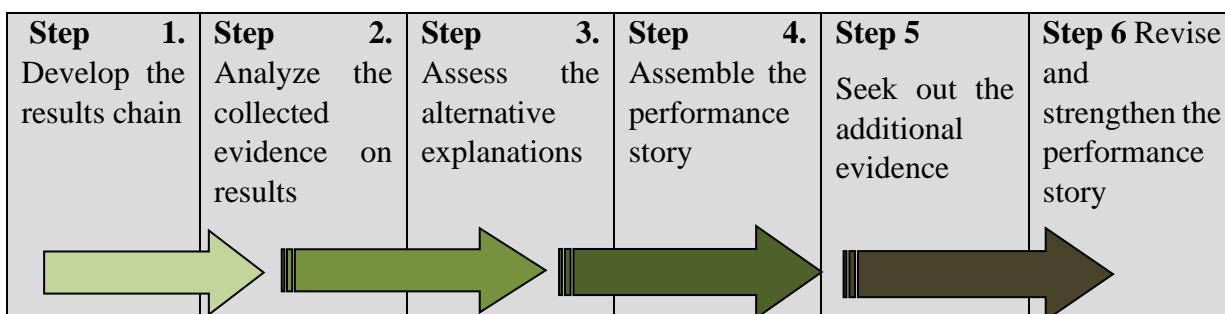 Step 1.
Develop the
results chain
Step 2.
Analyze the
collected
evidence on
results
Step 3.
Assess the
alternative
explanations
Step 4.
Assemble the
performance
story
Step 5
Seek out the
additional
evidence
Step 6 Revise
and
strengthen the
performance
story